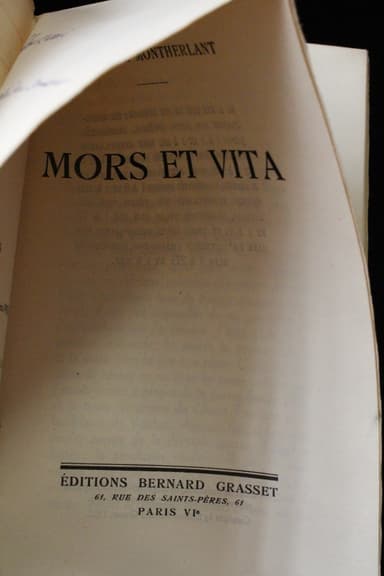 MONTHERLANT
MORS ET VITA
ÉDITIONS BERNARD GRASSET
61, RUE DES SAINTS-PÈRES, 61
PARIS VIᵉ